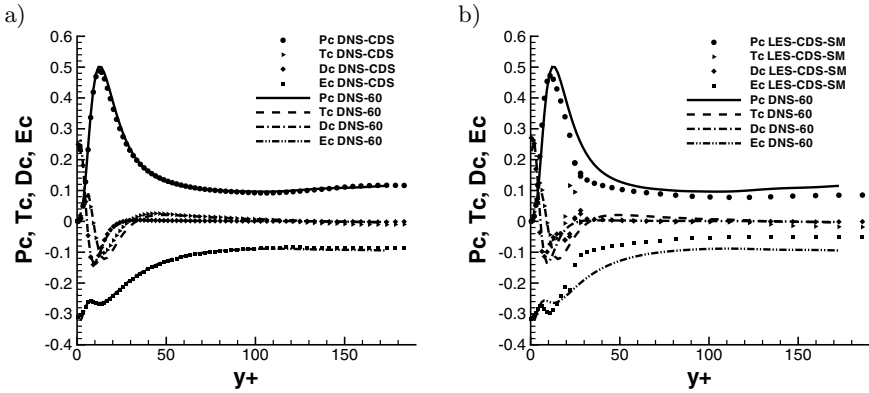 a)
Pc, Tc, Dc, Ec
0.6
0.5
0.4
0.3
0.2
0.1
0
-0.1
-0.2
-0.3
-0.4
Pc DNS-CDS
Tc DNS-CDS
Dc DNS-CDS
Ec DNS-CDS
Pc DNS-60
Tc DNS-60
Dc DNS-60
Ec DNS-60
0 50 100 150
y+
b)
Pc, Tc, Dc, Ec
0.6
0.5
0.4
0.3
0.2
0.1
0
-0.1
-0.2
-0.3
-0.4
Pc LES-CDS-SM
Tc LES-CDS-SM
Dc LES-CDS-SM
Ec LES-CDS-SM
Pc DNS-60
Tc DNS-60
Dc DNS-60
Ec DNS-60
0 50 100 150
y+